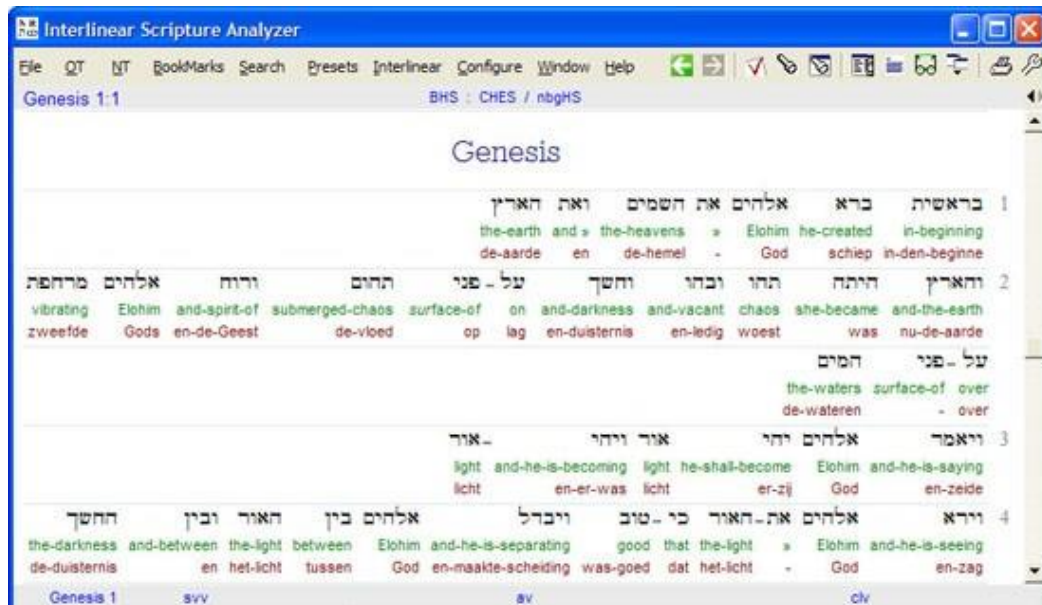 Interlinear Scripture Analyzer
File OT NT BookMarks Search Presets Interlinear Configure Window Help
Genesis 1:1 BHS : CHES / nbgHS
Genesis
1 בראשית ברא אלהים את השמים ואת הארץ
the-earth and » the-heavens » Elohim he-created in-beginning
de-aarde en de-hemel - God schiep in-den-beginne
2 והארץ היתה תהו ובהו וחשך על-פני תהום ורוח אלהים מרחפת
vibrating Elohim and-spirit-of submerged-chaos surface-of on and-darkness and-vacant chaos she-became and-the-earth
zweefde Gods en-de-Geest de-vloed op lag en-duisternis en-ledig woest was nu-de-aarde
על-פני המים
the-waters surface-of over
de-wateren - over
3 ויאמר אלהים יהי אור ויהי-אור
light and-he-is-becoming light he-shall-become Elohim and-he-is-saying
licht en-er-was licht er-zij God en-zeide
4 וירא אלהים את-האור כי-טוב ויבדל אלהים בין האור ובין החשך
the-darkness and-between the-light between Elohim and-he-is-separating good that the-light » Elohim and-he-is-seeing
de-duisternis en het-licht tussen God en-maakte-scheiding was-goed dat het-licht - God en-zag
Genesis 1 svv av clv